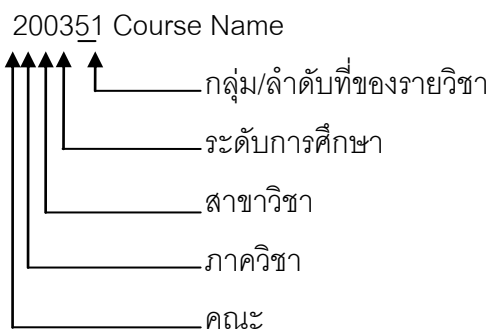 200351 Course Name
กลุ่ม/ลำดับที่ของรายวิชา
ระดับการศึกษา
สาขาวิชา
ภาควิชา
คณะ